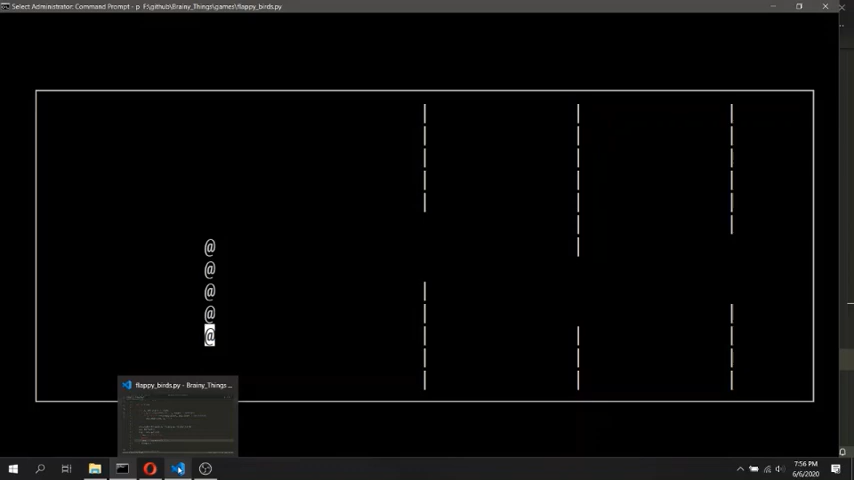 Select Administrator: Command Prompt - p F:\github\Brainy_Things\games\flappy_birds.py
@
@
@
@
@
flappy_birds.py - Brainy_Things ...
7:56 PM
6/6/2020